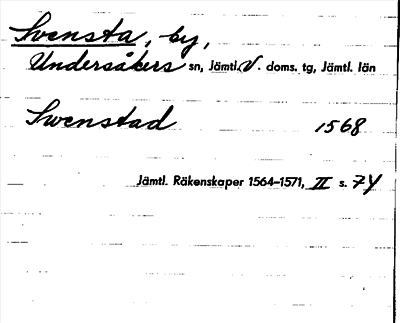 Svensta, by,
Undersåkers sn, Jämtl. V. doms. tg, Jämtl. län
Swenstad 1568
Jämtl. Räkenskaper 1564–1571, II s. 74